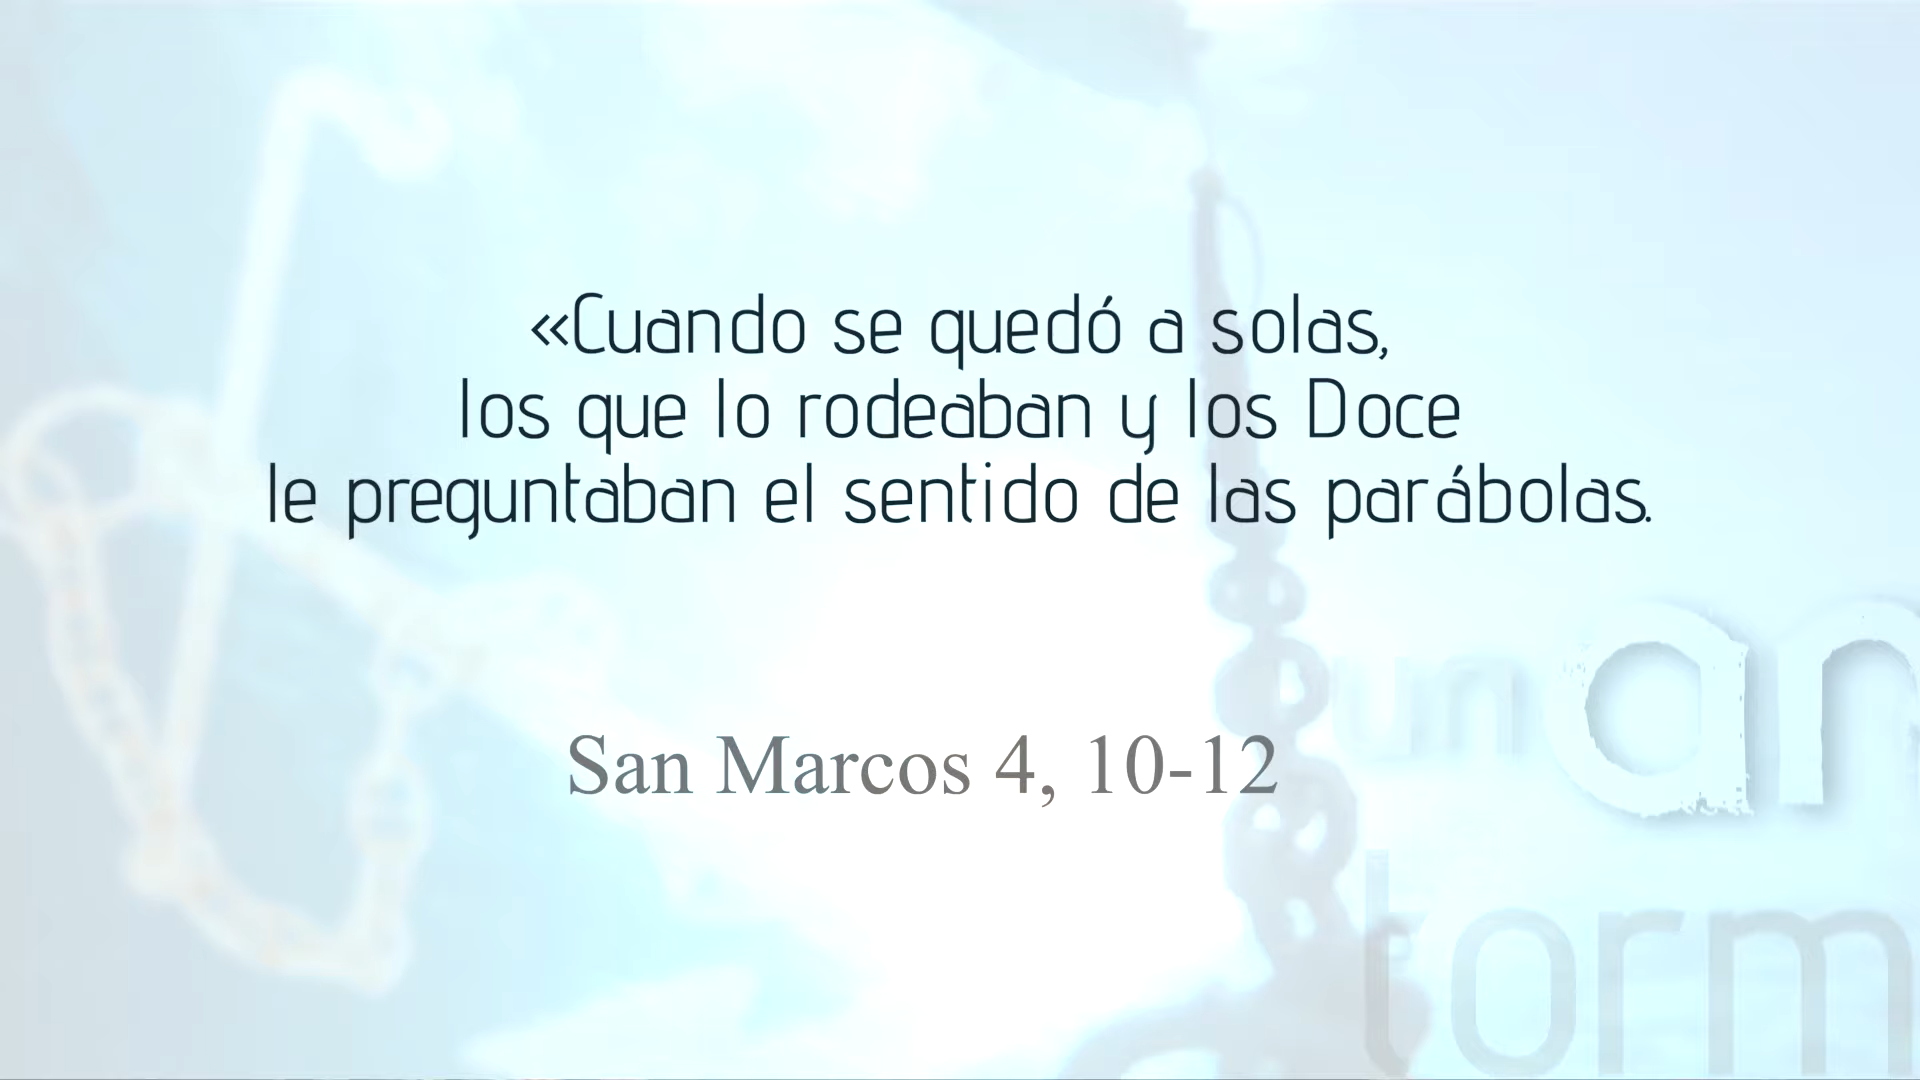 «Cuando se quedó a solas,
los que lo rodeaban y los Doce
le preguntaban el sentido de las parábolas.
San Marcos 4, 10-12
un